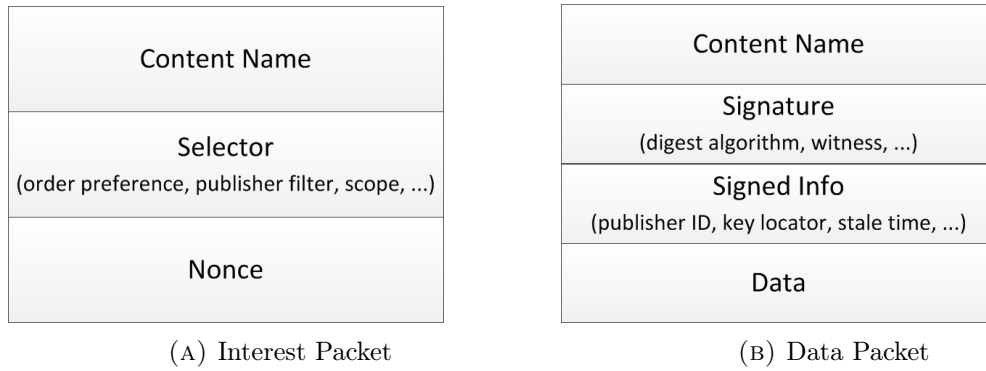 Content Name
Selector
(order preference, publisher filter, scope, ...)
Nonce
(A) Interest Packet
Content Name
Signature
(digest algorithm, witness, ...)
Signed Info
(publisher ID, key locator, stale time, ...)
Data
(B) Data Packet